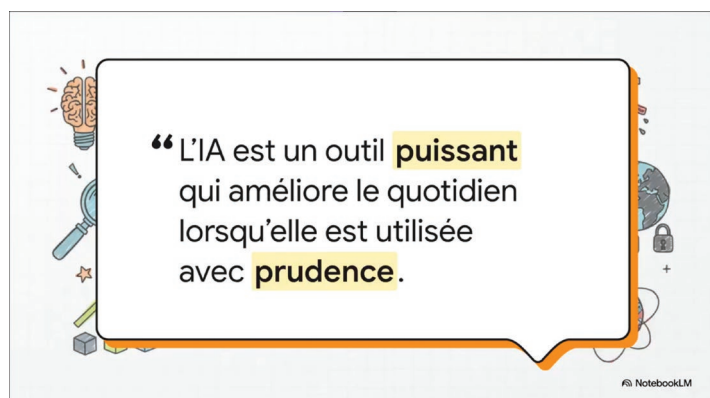 “ L’IA est un outil puissant
qui améliore le quotidien
lorsqu’elle est utilisée
avec prudence.
NotebookLM